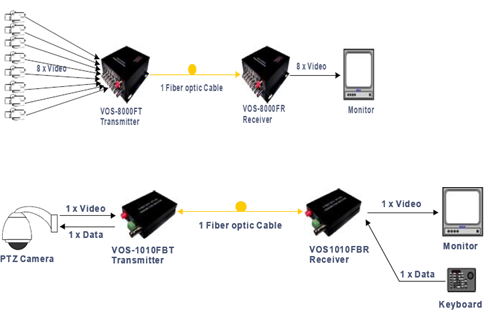 8 x Video
8 x Video
1 Fiber optic Cable
VOS-8000FT
Transmitter
VOS-8000FR
Receiver
Monitor
1 x Video
1 x Video
1 x Data
1 Fiber optic Cable
PTZ Camera
VOS-1010FBT
Transmitter
VOS1010FBR
Receiver
Monitor
1 x Data
Keyboard